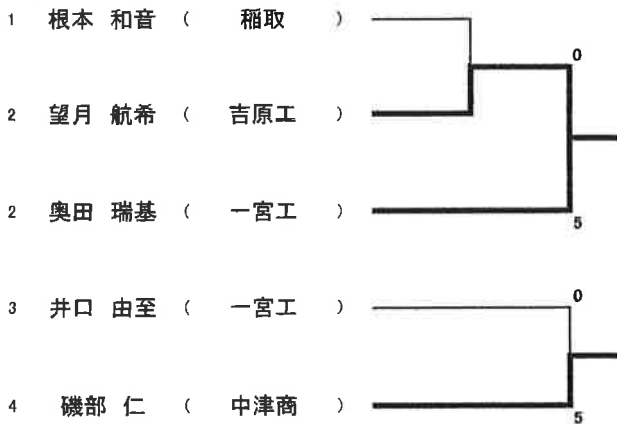 1 根本 和音 ( 稲取 )
0
2 望月 航希 ( 吉原工 )
2 奥田 瑞基 ( 一宮工 )
5
3 井口 由至 ( 一宮工 )
0
4 磯部 仁 ( 中津商 )
5